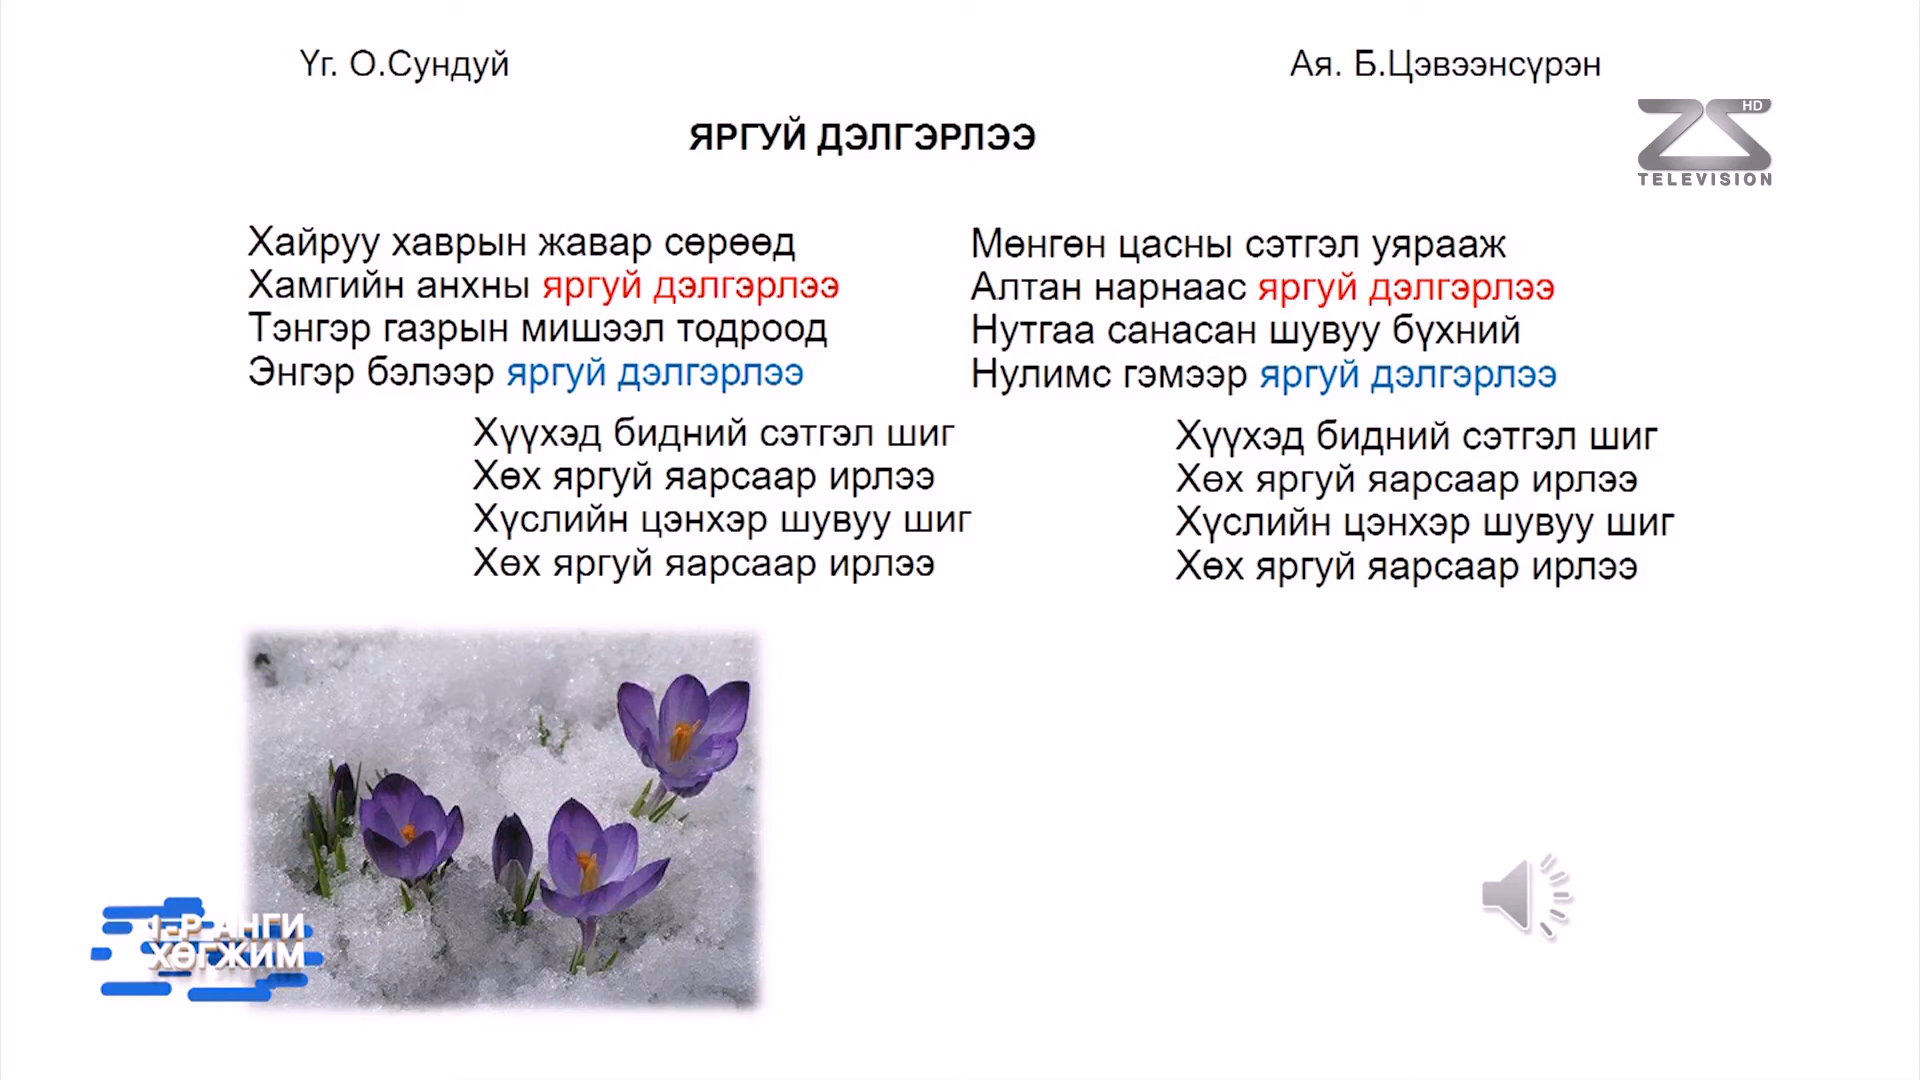 Үг. О.Сундуй
Ая. Б.Цэвээнсүрэн
ЯРГУЙ ДЭЛГЭРЛЭЭ
HD
TELEVISION
Хайруу хаврын жавар сөрөөд
Хамгийн анхны яргуй дэлгэрлээ
Тэнгэр газрын мишээл тодроод
Энгэр бэлээр яргуй дэлгэрлээ
Хүүхэд бидний сэтгэл шиг
Хөх яргуй яарсаар ирлээ
Хүслийн цэнхэр шувуу шиг
Хөх яргуй яарсаар ирлээ
Мөнгөн цасны сэтгэл уярааж
Алтан нарнаас яргуй дэлгэрлээ
Нутгаа санасан шувуу бүхний
Нулимс гэмээр яргуй дэлгэрлээ
Хүүхэд бидний сэтгэл шиг
Хөх яргуй яарсаар ирлээ
Хүслийн цэнхэр шувуу шиг
Хөх яргуй яарсаар ирлээ
1-Р АНГИ
ХӨГЖИМ